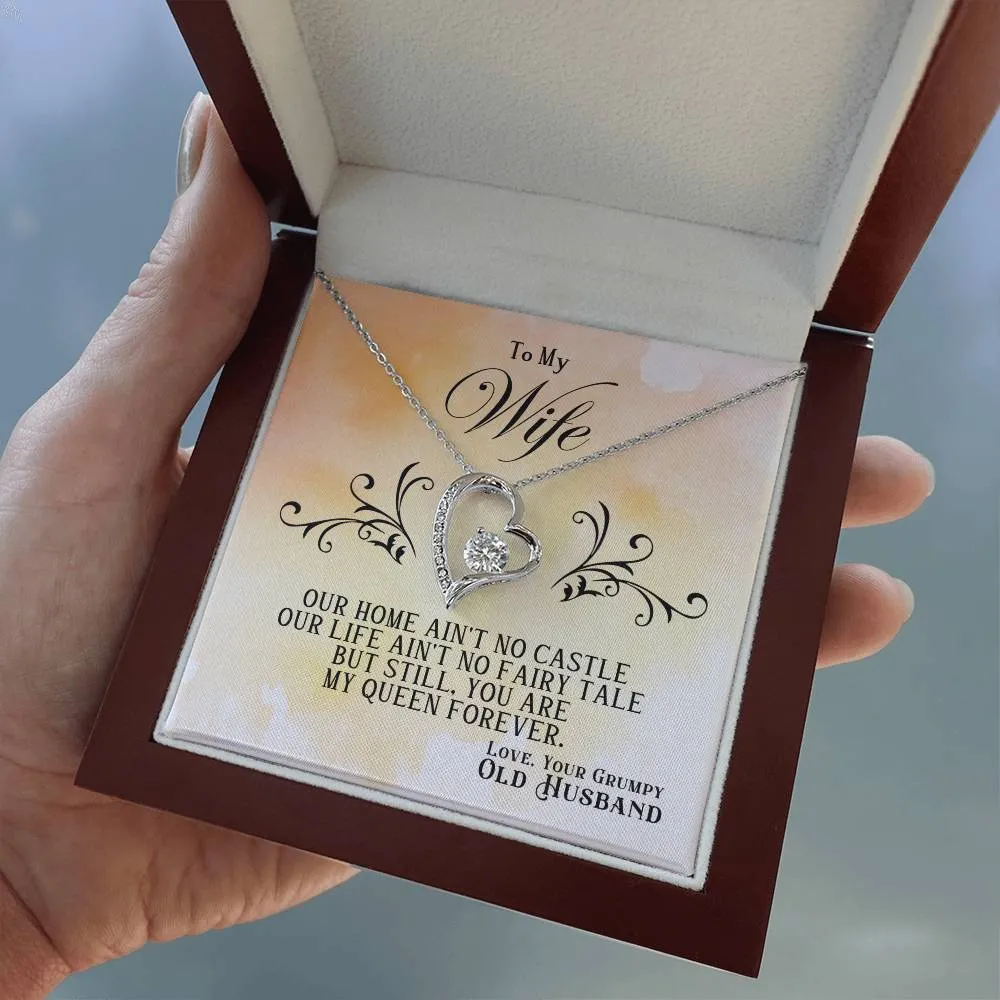 To My
Wife
OUR HOME AIN'T NO CASTLE
OUR LIFE AIN'T NO FAIRY TALE
BUT STILL, YOU ARE
MY QUEEN FOREVER.
LOVE, YOUR GRUMPY
OLD HUSBAND